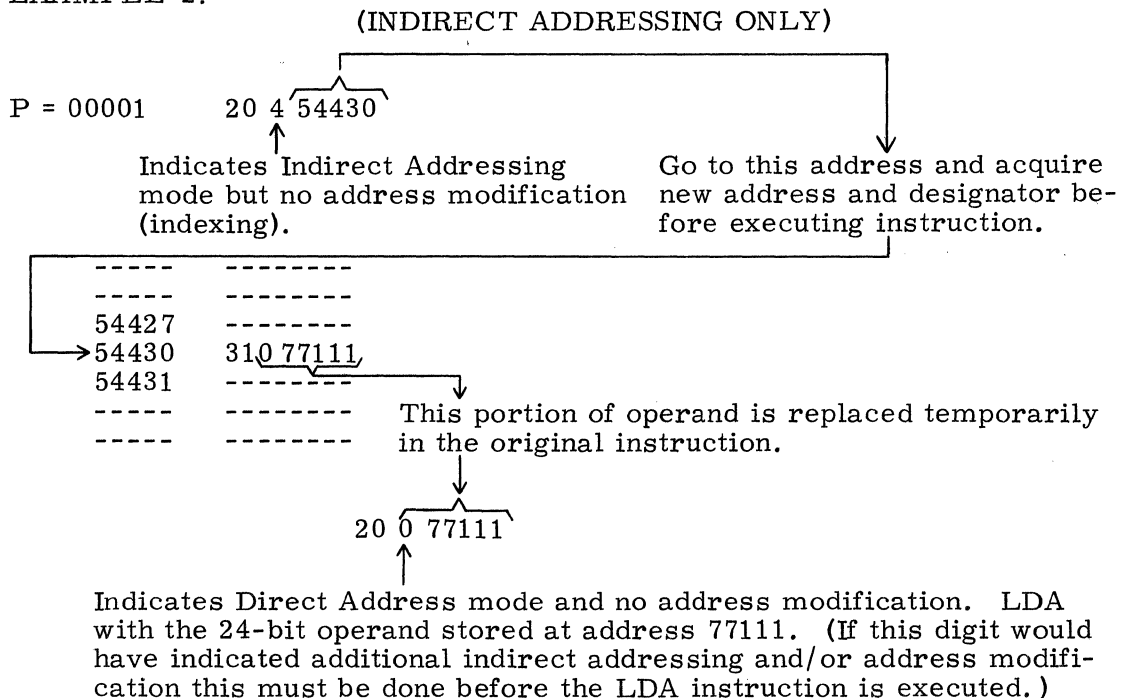 (INDIRECT ADDRESSING ONLY)
P = 00001 20 4 54430
Indicates Indirect Addressing
mode but no address modification
(indexing).
Go to this address and acquire
new address and designator be-
fore executing instruction.
----- --------
----- --------
54427 --------
54430 310 77111
54431 --------
----- --------
----- --------
This portion of operand is replaced temporarily
in the original instruction.
20 0 77111
Indicates Direct Address mode and no address modification. LDA
with the 24-bit operand stored at address 77111. (If this digit would
have indicated additional indirect addressing and/or address modifi-
cation this must be done before the LDA instruction is executed.)